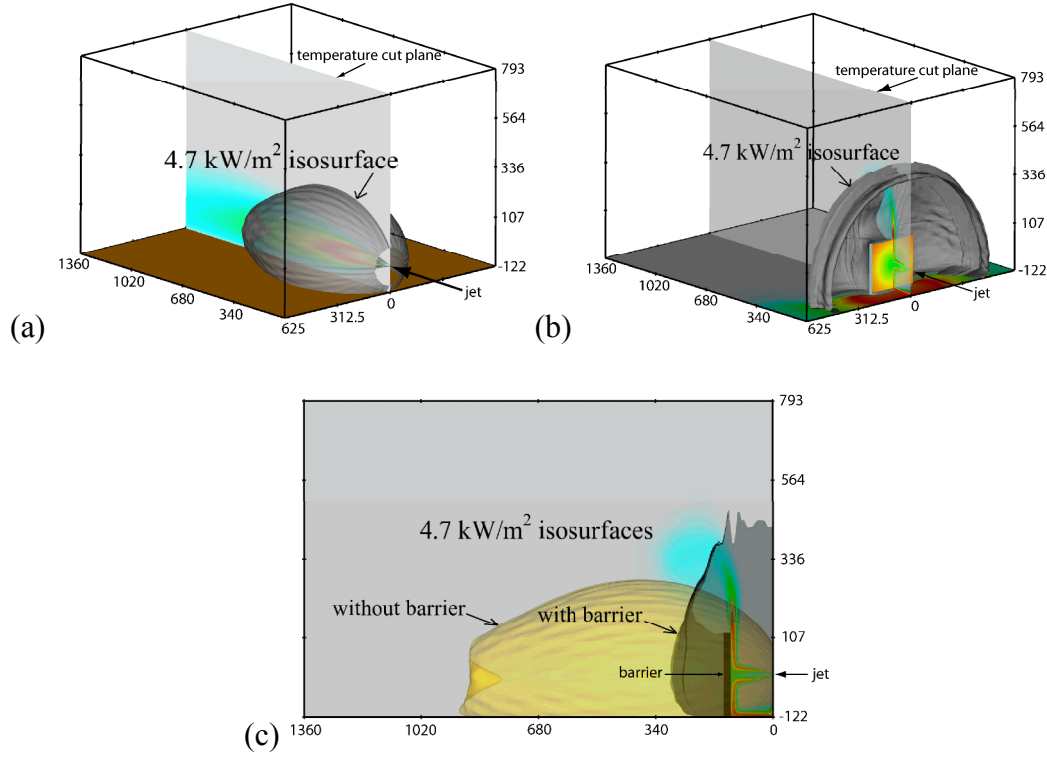 temperature cut plane
793
564
4.7 kW/m² isosurface
336
107
-122
1360
1020
680
340
625
312.5
0
jet
(a)
temperature cut plane
793
564
4.7 kW/m² isosurface
336
107
-122
1360
1020
680
340
625
312.5
0
jet
(b)
793
564
4.7 kW/m² isosurfaces
336
without barrier
with barrier
107
barrier
jet
-122
(c)
1360
1020
680
340
0